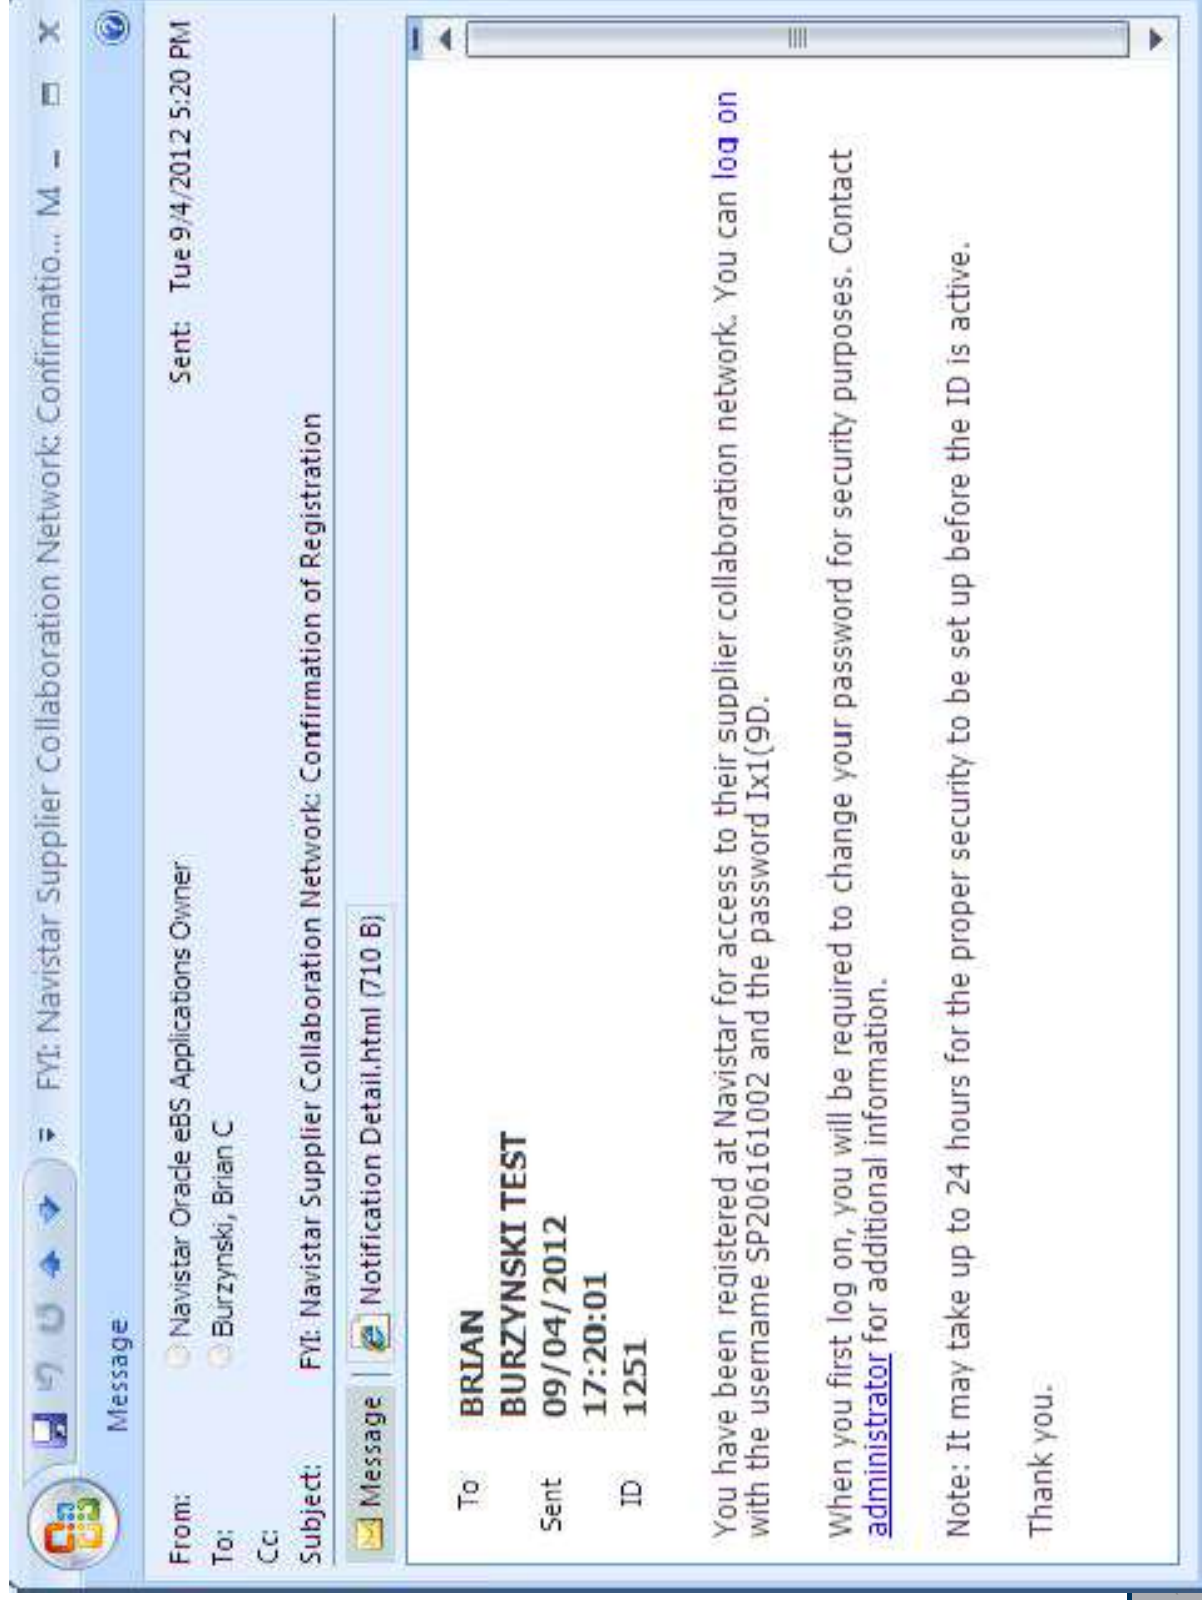 FYI: Navistar Supplier Collaboration Network: Confirmatio... M
Message
From: Navistar Oracle eBS Applications Owner Sent: Tue 9/4/2012 5:20 PM
To: Burzynski, Brian C
Cc:
Subject: FYI: Navistar Supplier Collaboration Network: Confirmation of Registration
Message Notification Detail.html (710 B)
To BRIAN
BURZYNSKI TEST
Sent 09/04/2012
17:20:01
ID 1251
You have been registered at Navistar for access to their supplier collaboration network. You can log on
with the username SP206161002 and the password Ix1(9D.
When you first log on, you will be required to change your password for security purposes. Contact
administrator for additional information.
Note: It may take up to 24 hours for the proper security to be set up before the ID is active.
Thank you.